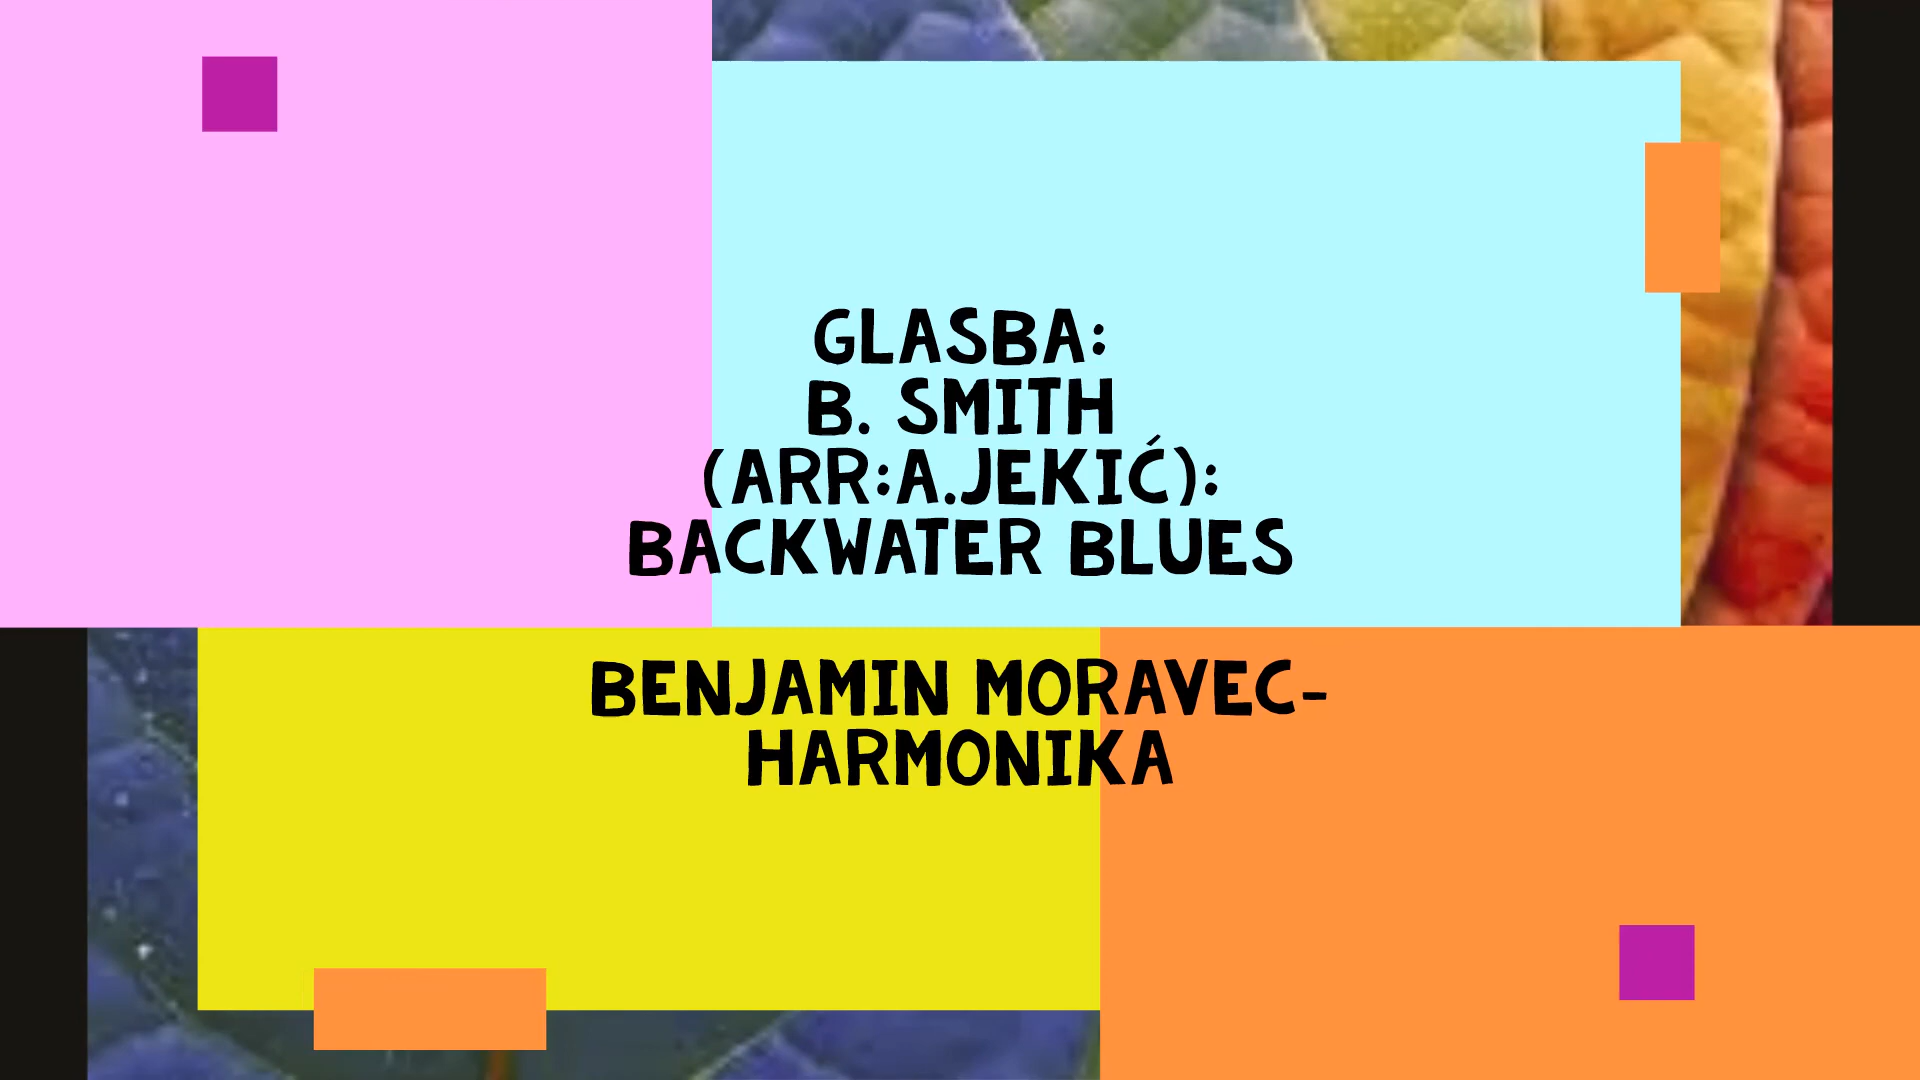 GLASBA:
B. SMITH
(ARR:A.JEKIĆ):
BACKWATER BLUES
BENJAMIN MORAVEC-
HARMONIKA